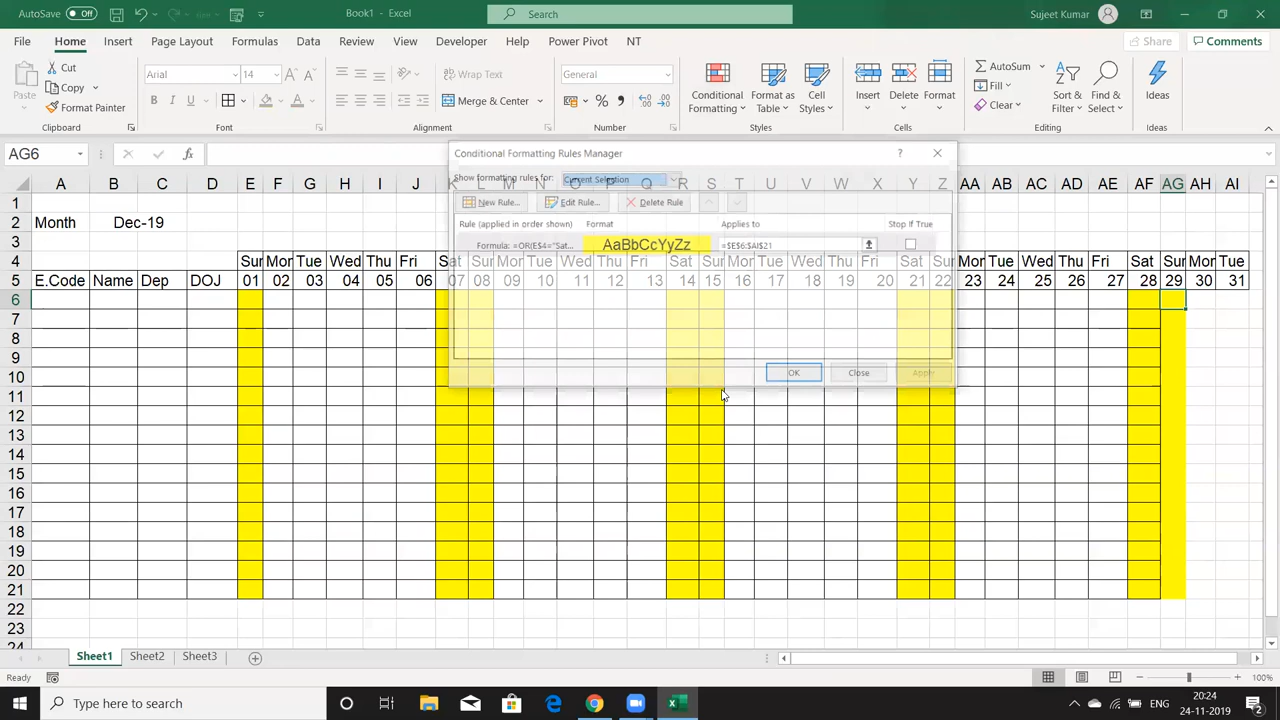 AutoSave Off Book1 - Excel Search Sujeet Kumar
File Home Insert Page Layout Formulas Data Review View Developer Help Power Pivot NT Share Comments
Cut Arial 14 Wrap Text General AutoSum
Copy Fill
Paste Format Painter Merge & Center Conditional Formatting Format as Table Cell Styles Insert Delete Format Clear Sort & Filter Find & Select Ideas
Clipboard Font Alignment Number Styles Cells Editing Ideas
AG6 fx
Conditional Formatting Rules Manager ?
Show formatting rules for: Current Selection
New Rule... Edit Rule... Delete Rule
Rule (applied in order shown) Format Applies to Stop If True
Formula: =OR(E$4="Sat... AaBbCcYyZz =$E$6:$AI$21
OK Close Apply
A B C D E F G H I J K L M N O P Q R S T U V W X Y Z AA AB AC AD AE AF AG AH AI
1
2 Month Dec-19
3
4 Sun Mon Tue Wed Thu Fri Sat Sun Mon Tue Wed Thu Fri Sat Sun Mon Tue Wed Thu Fri Sat Sun Mon Tue Wed Thu Fri Sat Sun Mon Tue
5 E.Code Name Dep DOJ 01 02 03 04 05 06 07 08 09 10 11 12 13 14 15 16 17 18 19 20 21 22 23 24 25 26 27 28 29 30 31
6
7
8
9
10
11
12
13
14
15
16
17
18
19
20
21
22
23
24
Sheet1 Sheet2 Sheet3
Ready 100%
Type here to search ENG 20:24
24-11-2019 2